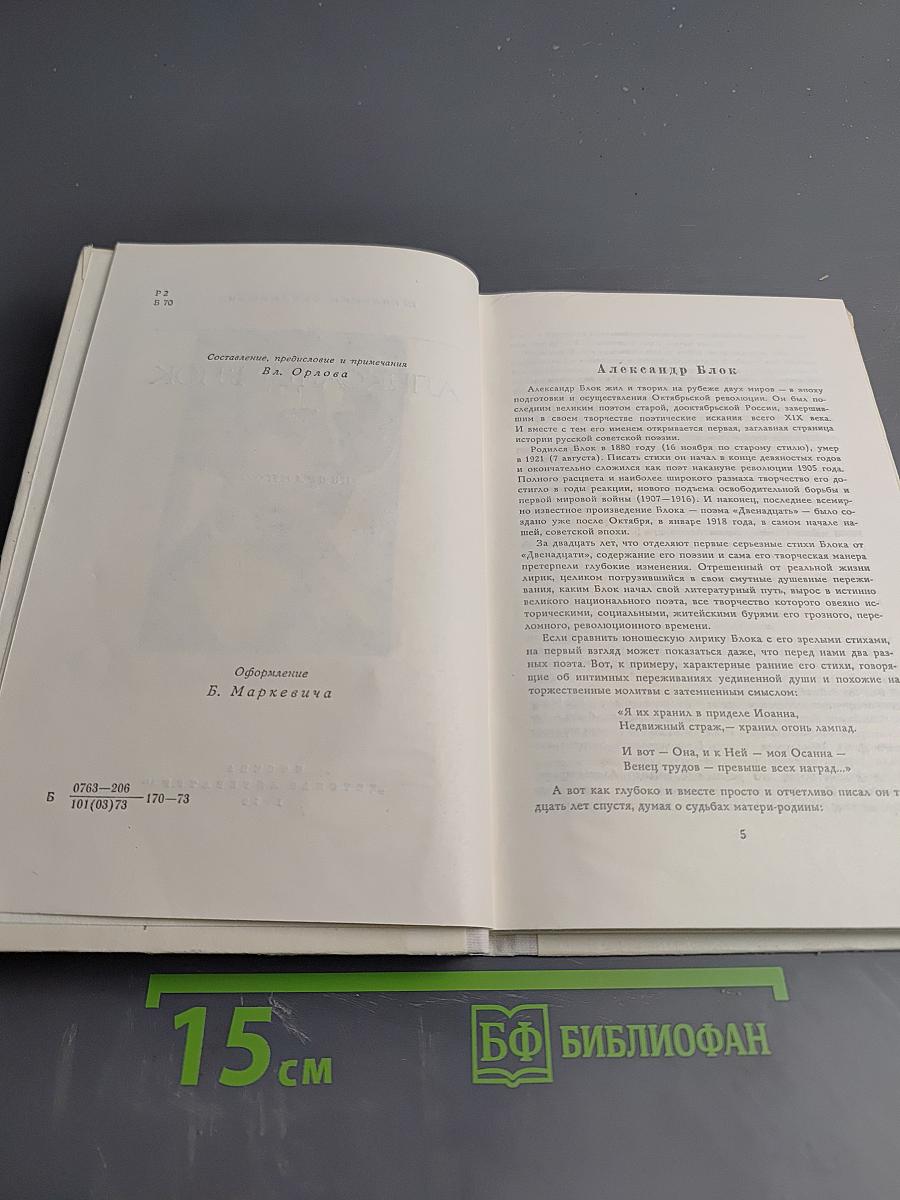 Р 2
Б 70
Составление, предисловие и примечания
Вл. Орлова
Оформление
Б. Маркевича
Б 0763—206
101(03)73 —170—73
Александр Блок
Александр Блок жил и творил на рубеже двух миров — в эпоху
подготовки и осуществления Октябрьской революции. Он был по-
следним великим поэтом старой, дооктябрьской России, завершив-
шим в своем творчестве поэтические искания всего XIX века.
И вместе с тем его именем открывается первая, заглавная страница
истории русской советской поэзии.
Родился Блок в 1880 году (16 ноября по старому стилю), умер
в 1921 (7 августа). Писать стихи он начал в конце девяностых годов
и окончательно сложился как поэт накануне революции 1905 года.
Полного расцвета и наиболее широкого размаха творчество его до-
стигло в годы реакции, нового подъема освободительной борьбы и
первой мировой войны (1907—1916). И наконец, последнее всемир-
но известное произведение Блока — поэма «Двенадцать» — было со-
здано уже после Октября, в январе 1918 года, в самом начале на-
шей, советской эпохи.
За двадцать лет, что отделяют первые серьезные стихи Блока от
«Двенадцати», содержание его поэзии и сама его творческая манера
претерпели глубокие изменения. Отрешенный от реальной жизни
лирик, целиком погрузившийся в свои смутные душевные пережи-
вания, каким Блок начал свой литературный путь, вырос в истинно
великого национального поэта, все творчество которого овеяно ис-
торическими, социальными, житейскими бурями его грозного, пере-
ломного, революционного времени.
Если сравнить юношескую лирику Блока с его зрелыми стихами,
на первый взгляд может показаться даже, что перед нами два раз-
ных поэта. Вот, к примеру, характерные ранние его стихи, говоря-
щие об интимных переживаниях уединенной души и похожие на
торжественные молитвы с затемненным смыслом:
«Я их хранил в приделе Иоанна,
Недвижный страж,— хранил огонь лампад.
И вот — Она, и к Ней — моя Осанна —
Венец трудов — превыше всех наград...»
А вот как глубоко и вместе просто и отчетливо писал он т
дцать лет спустя, думая о судьбах матери-родины:
5
15 см
БФ БИБЛИОФАН